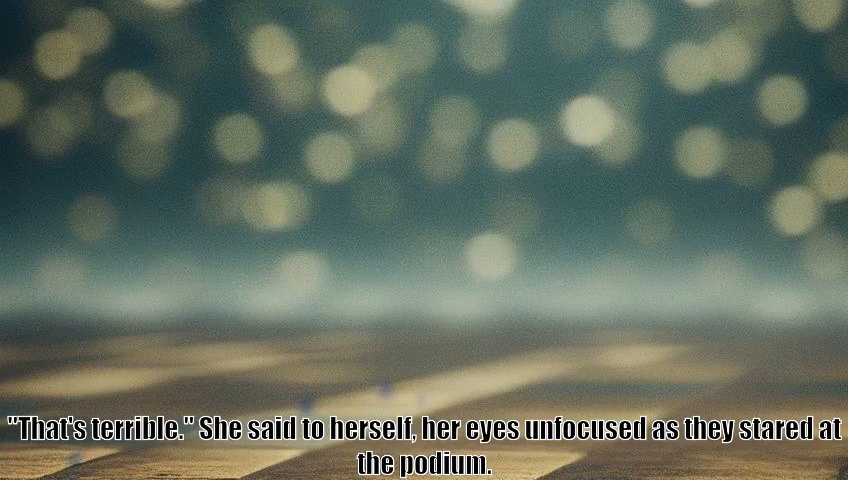 "That's terrible." She said to herself, her eyes unfocused as they stared at
the podium.